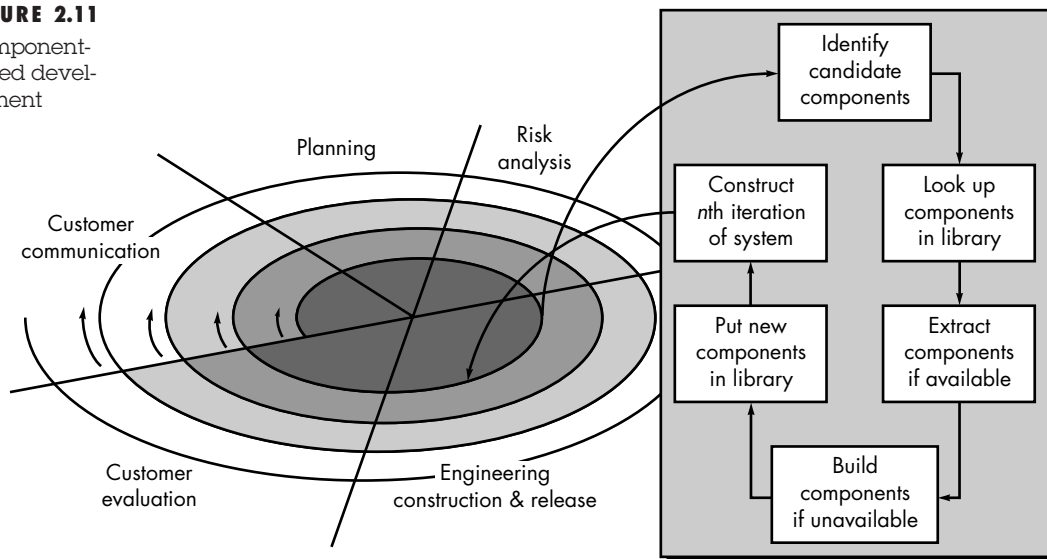 URE 2.11
mponent-
ed devel-
ment
Planning
Risk
analysis
Customer
communication
Customer
evaluation
Engineering
construction & release
Identify
candidate
components
Look up
components
in library
Extract
components
if available
Build
components
if unavailable
Put new
components
in library
Construct
nth iteration
of system